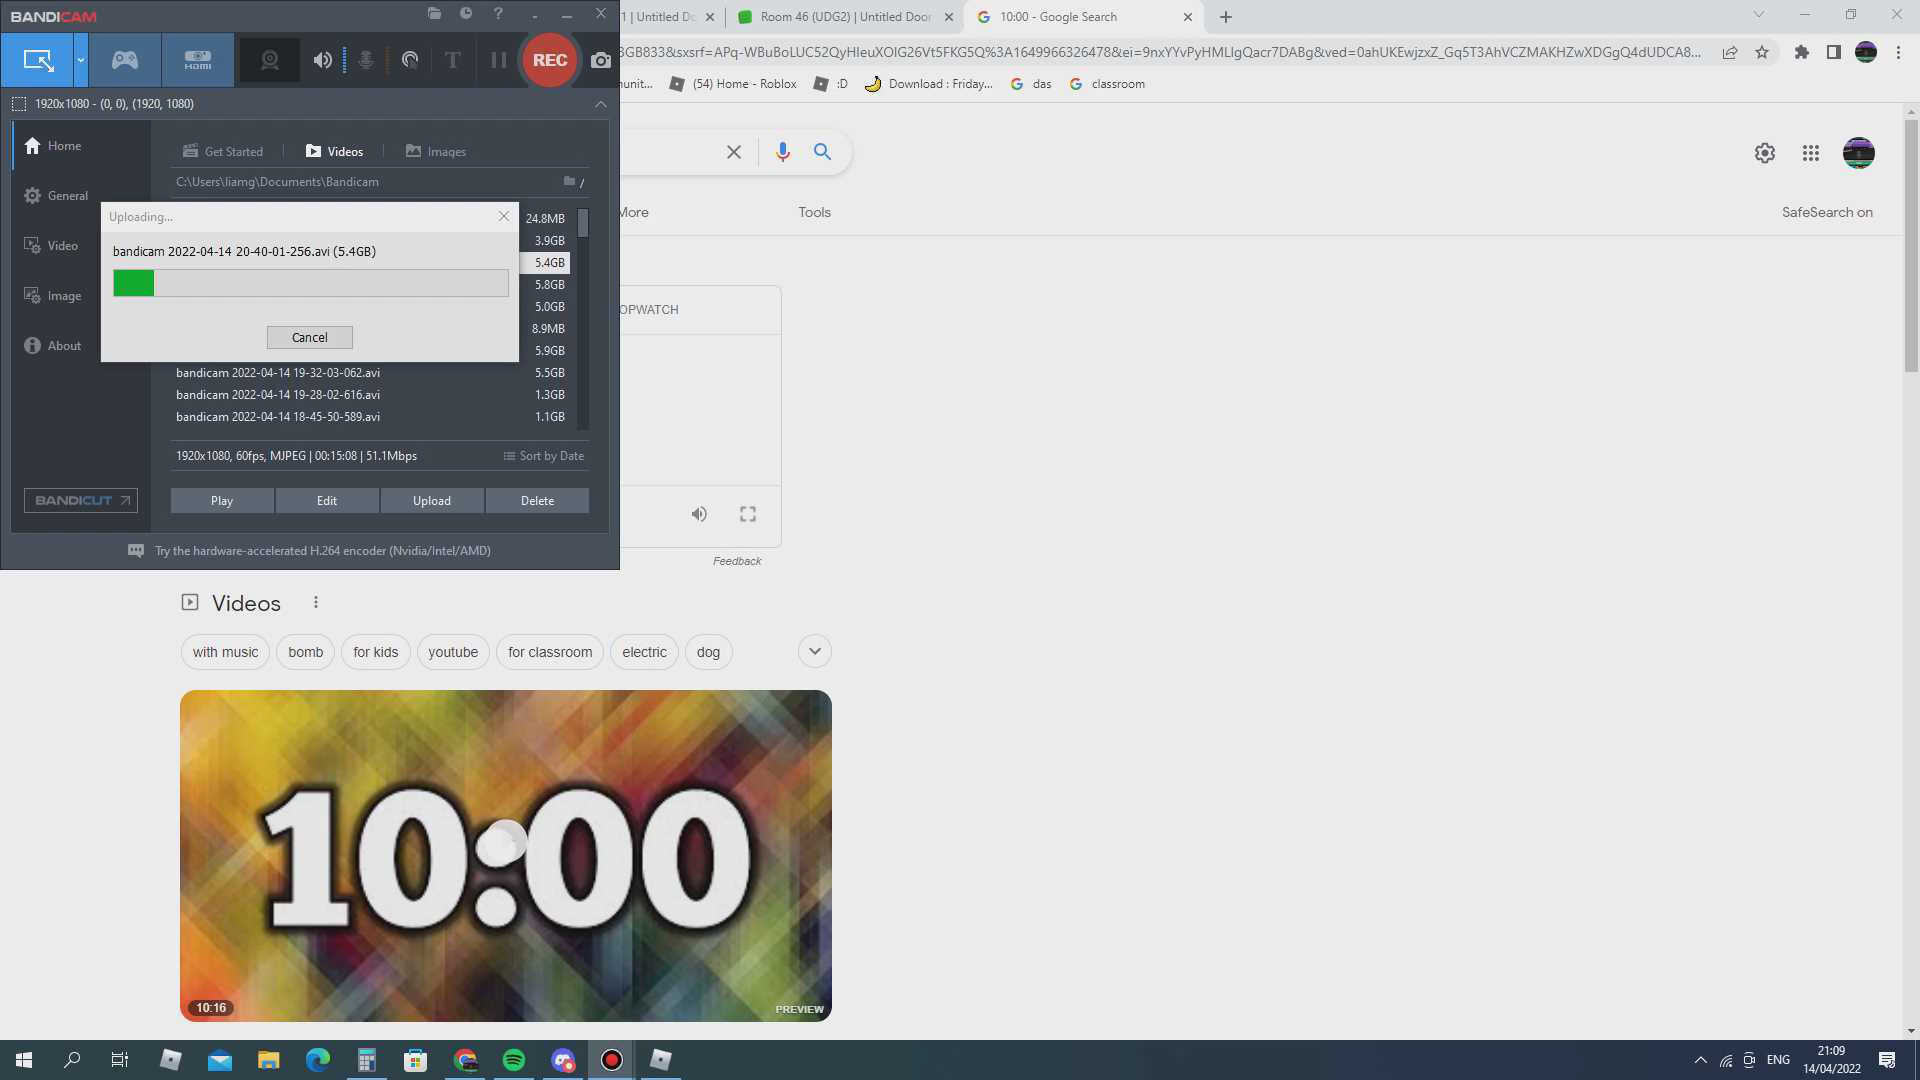 BANDICAM
1 | Untitled Do
Room 46 (UDG2) | Untitled Door
10:00 - Google Search
HDMI
T
REC
3GB833&sxsrf=APq-WBuBoLUC52QyHIeuXOIG26Vt5FKG5Q%3A1649966326478&ei=9nxYYvPyHMLIgQacr7DABg&ved=0ahUKEwjzxZ_Gq5T3AhVCZMAKHZwXDGgQ4dUDCA8...
munit...
(54) Home - Roblox
:D
Download : Friday...
das
classroom
1920x1080 - (0, 0), (1920, 1080)
Home
General
Video
Image
About
Get Started
Videos
Images
C:\Users\liamg\Documents\Bandicam
/
More
Tools
SafeSearch on
Uploading...
bandicam 2022-04-14 20-40-01-256.avi (5.4GB)
Cancel
24.8MB
3.9GB
5.4GB
5.8GB
5.0GB
8.9MB
5.9GB
bandicam 2022-04-14 19-32-03-062.avi 5.5GB
bandicam 2022-04-14 19-28-02-616.avi 1.3GB
bandicam 2022-04-14 18-45-50-589.avi 1.1GB
OPWATCH
1920x1080, 60fps, MJPEG | 00:15:08 | 51.1Mbps
Sort by Date
BANDICUT
Play
Edit
Upload
Delete
Try the hardware-accelerated H.264 encoder (Nvidia/Intel/AMD)
Feedback
Videos
with music
bomb
for kids
youtube
for classroom
electric
dog
10:00
10:16
PREVIEW
ENG
21:09
14/04/2022